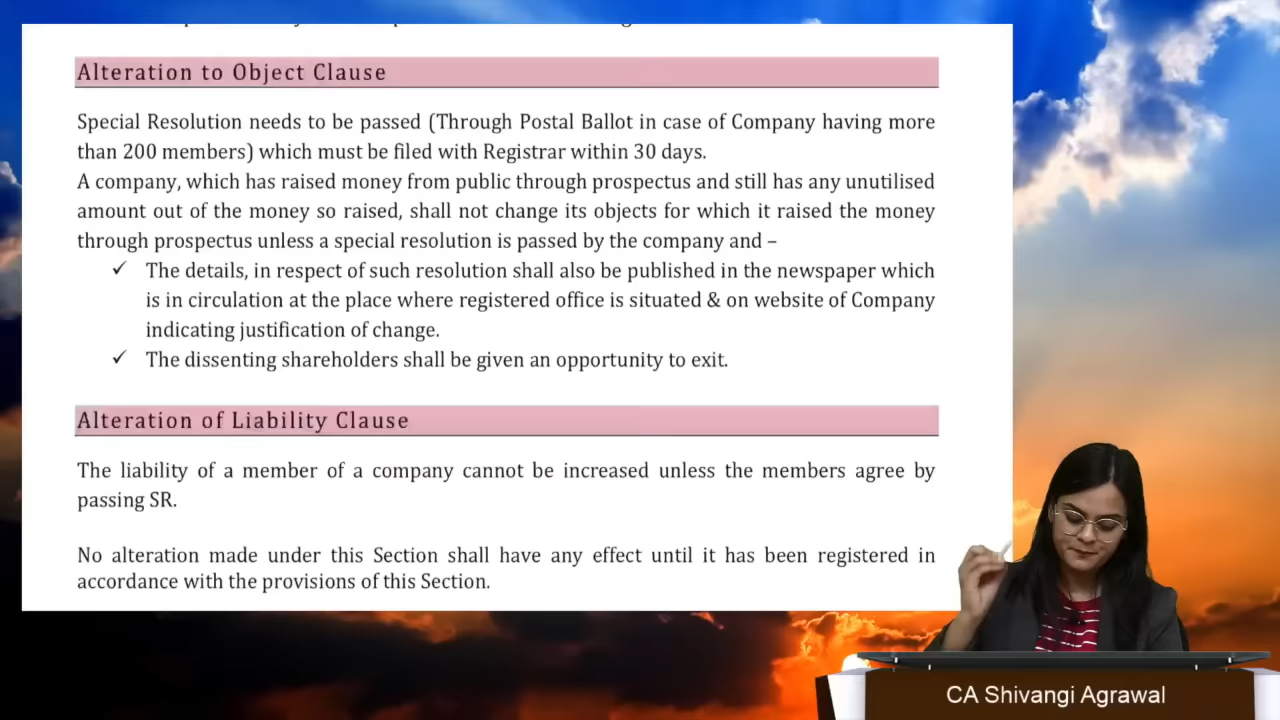 Alteration to Object Clause
Special Resolution needs to be passed (Through Postal Ballot in case of Company having more
than 200 members) which must be filed with Registrar within 30 days.
A company, which has raised money from public through prospectus and still has any unutilised
amount out of the money so raised, shall not change its objects for which it raised the money
through prospectus unless a special resolution is passed by the company and –
✓ The details, in respect of such resolution shall also be published in the newspaper which
is in circulation at the place where registered office is situated & on website of Company
indicating justification of change.
✓ The dissenting shareholders shall be given an opportunity to exit.
Alteration of Liability Clause
The liability of a member of a company cannot be increased unless the members agree by
passing SR.
No alteration made under this Section shall have any effect until it has been registered in
accordance with the provisions of this Section.
CA Shivangi Agrawal